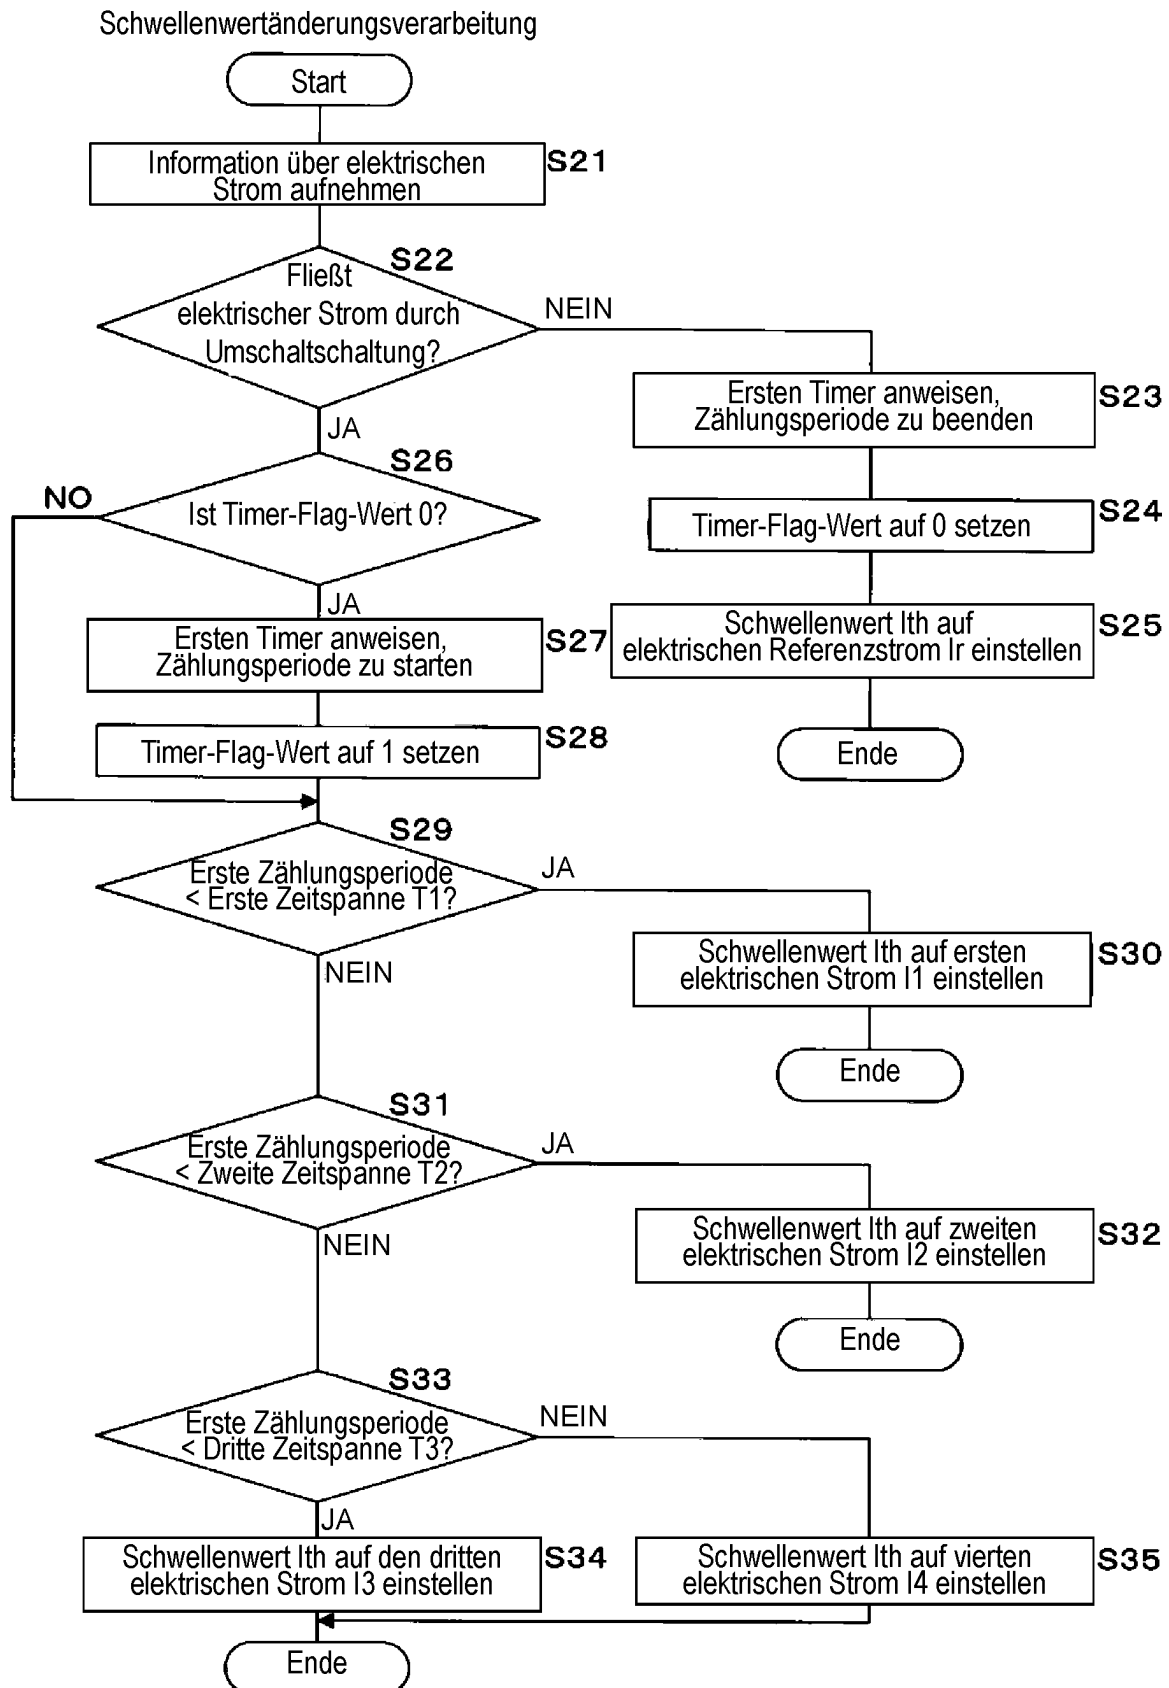 Schwellenwertänderungsverarbeitung
Start
Information über elektrischen
Strom aufnehmen
S21
S22
Fließt
elektrischer Strom durch
Umschaltschaltung?
NEIN
JA
Ersten Timer anweisen,
Zählungsperiode zu beenden
S23
Timer-Flag-Wert auf 0 setzen
S24
Schwellenwert Ith auf
elektrischen Referenzstrom Ir einstellen
S25
Ende
S26
Ist Timer-Flag-Wert 0?
NO
JA
Ersten Timer anweisen,
Zählungsperiode zu starten
S27
Timer-Flag-Wert auf 1 setzen
S28
S29
Erste Zählungsperiode
< Erste Zeitspanne T1?
JA
NEIN
Schwellenwert Ith auf ersten
elektrischen Strom I1 einstellen
S30
Ende
S31
Erste Zählungsperiode
< Zweite Zeitspanne T2?
JA
NEIN
Schwellenwert Ith auf zweiten
elektrischen Strom I2 einstellen
S32
Ende
S33
Erste Zählungsperiode
< Dritte Zeitspanne T3?
NEIN
JA
Schwellenwert Ith auf den dritten
elektrischen Strom I3 einstellen
S34
Schwellenwert Ith auf vierten
elektrischen Strom I4 einstellen
S35
Ende